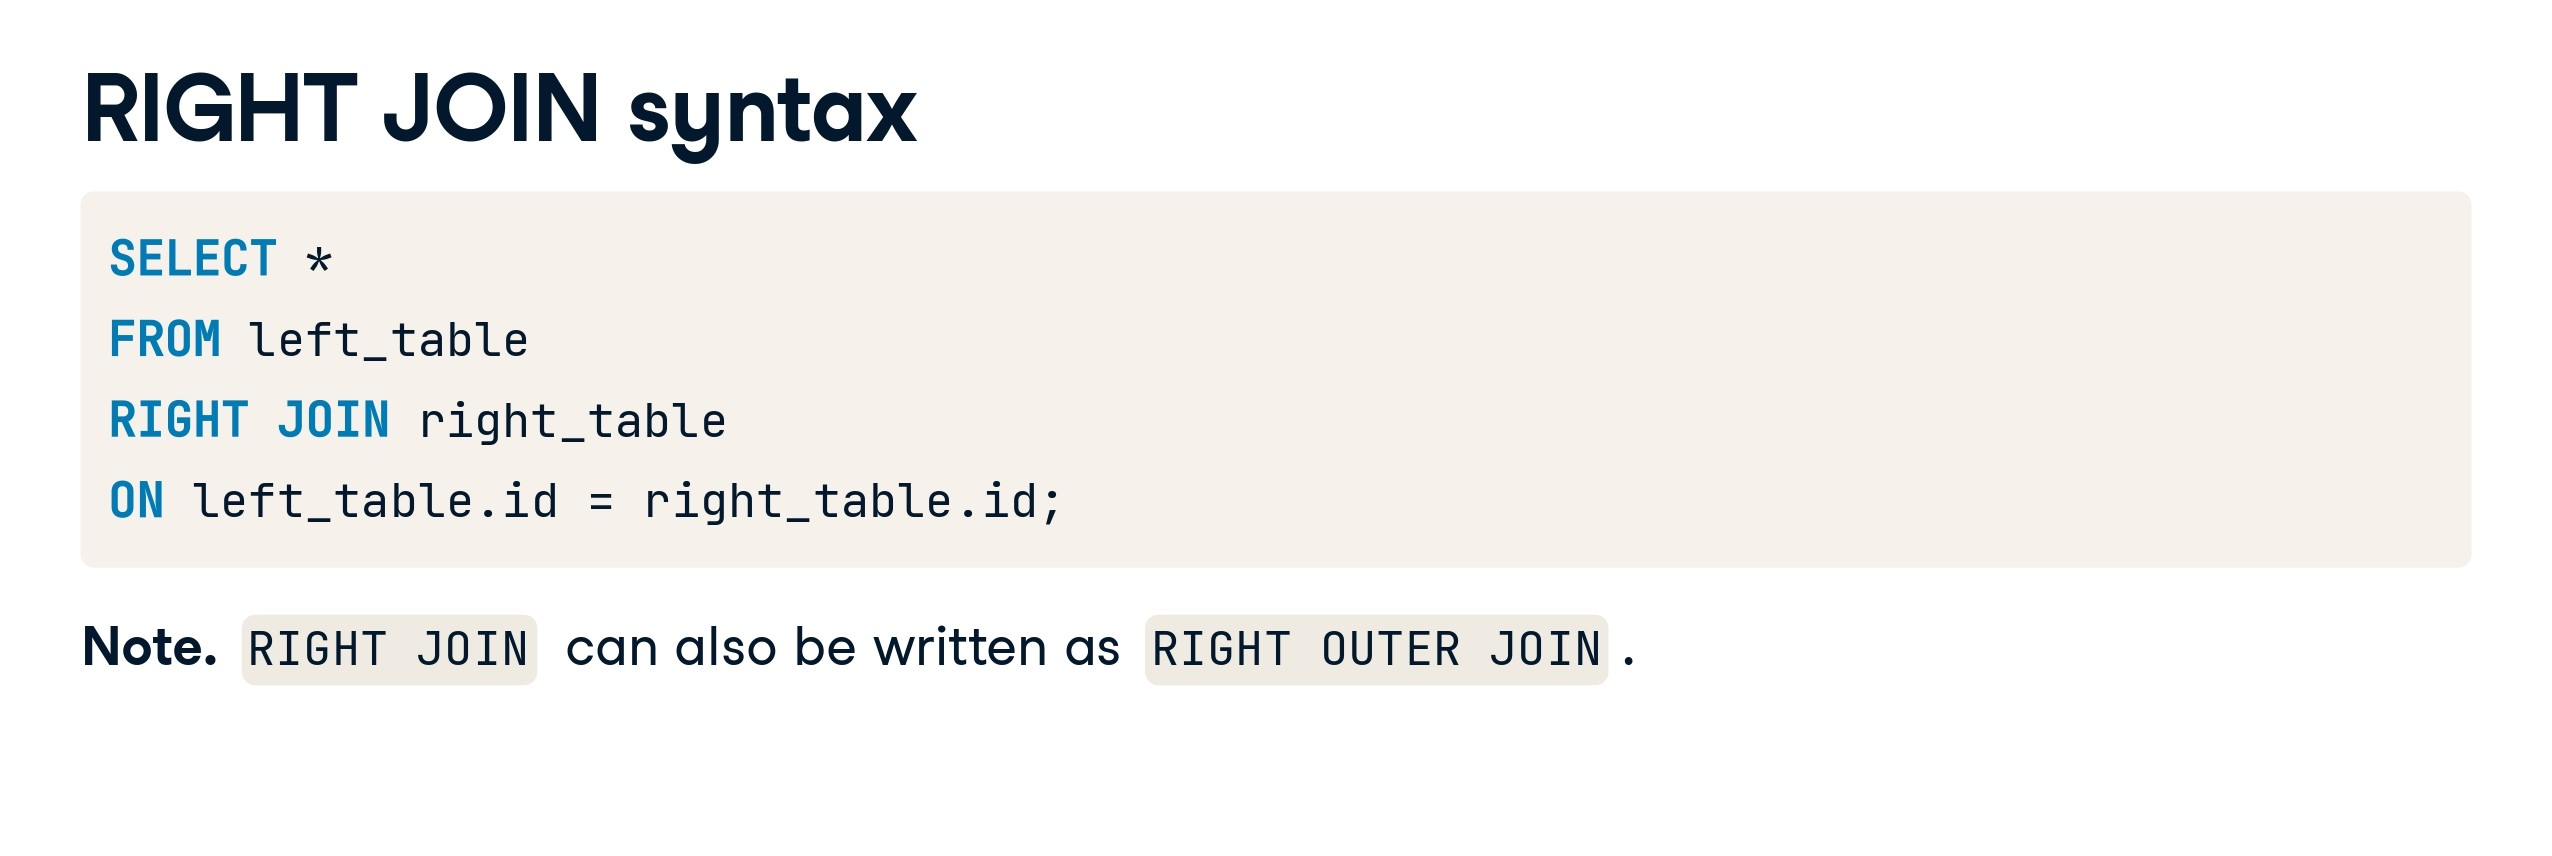 RIGHT JOIN syntax
SELECT *
FROM left_table
RIGHT JOIN right_table
ON left_table.id = right_table.id;
Note. RIGHT JOIN can also be written as RIGHT OUTER JOIN .